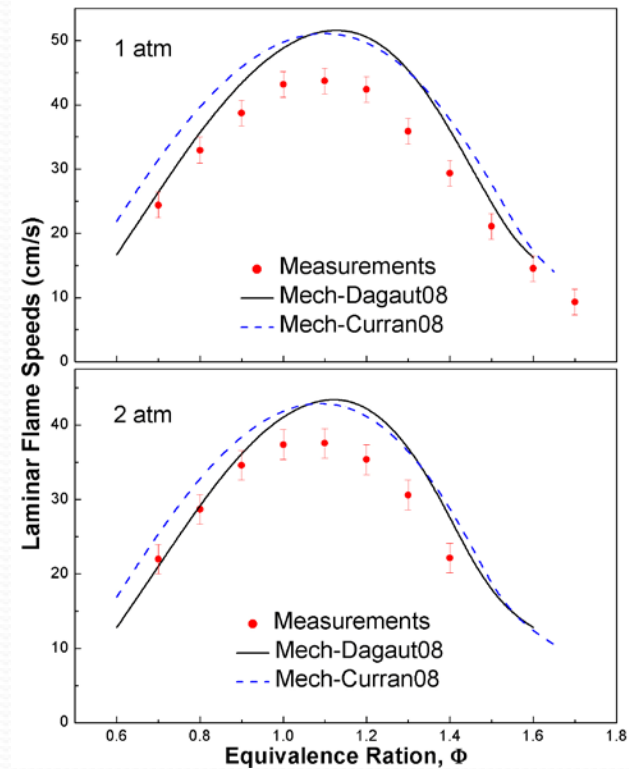 1 atm
50
40
30
20
10
0
Measurements
Mech-Dagaut08
Mech-Curran08
Laminar Flame Speeds (cm/s)
2 atm
40
30
20
10
0
Measurements
Mech-Dagaut08
Mech-Curran08
0.6 0.8 1.0 1.2 1.4 1.6 1.8
Equivalence Ration, Φ